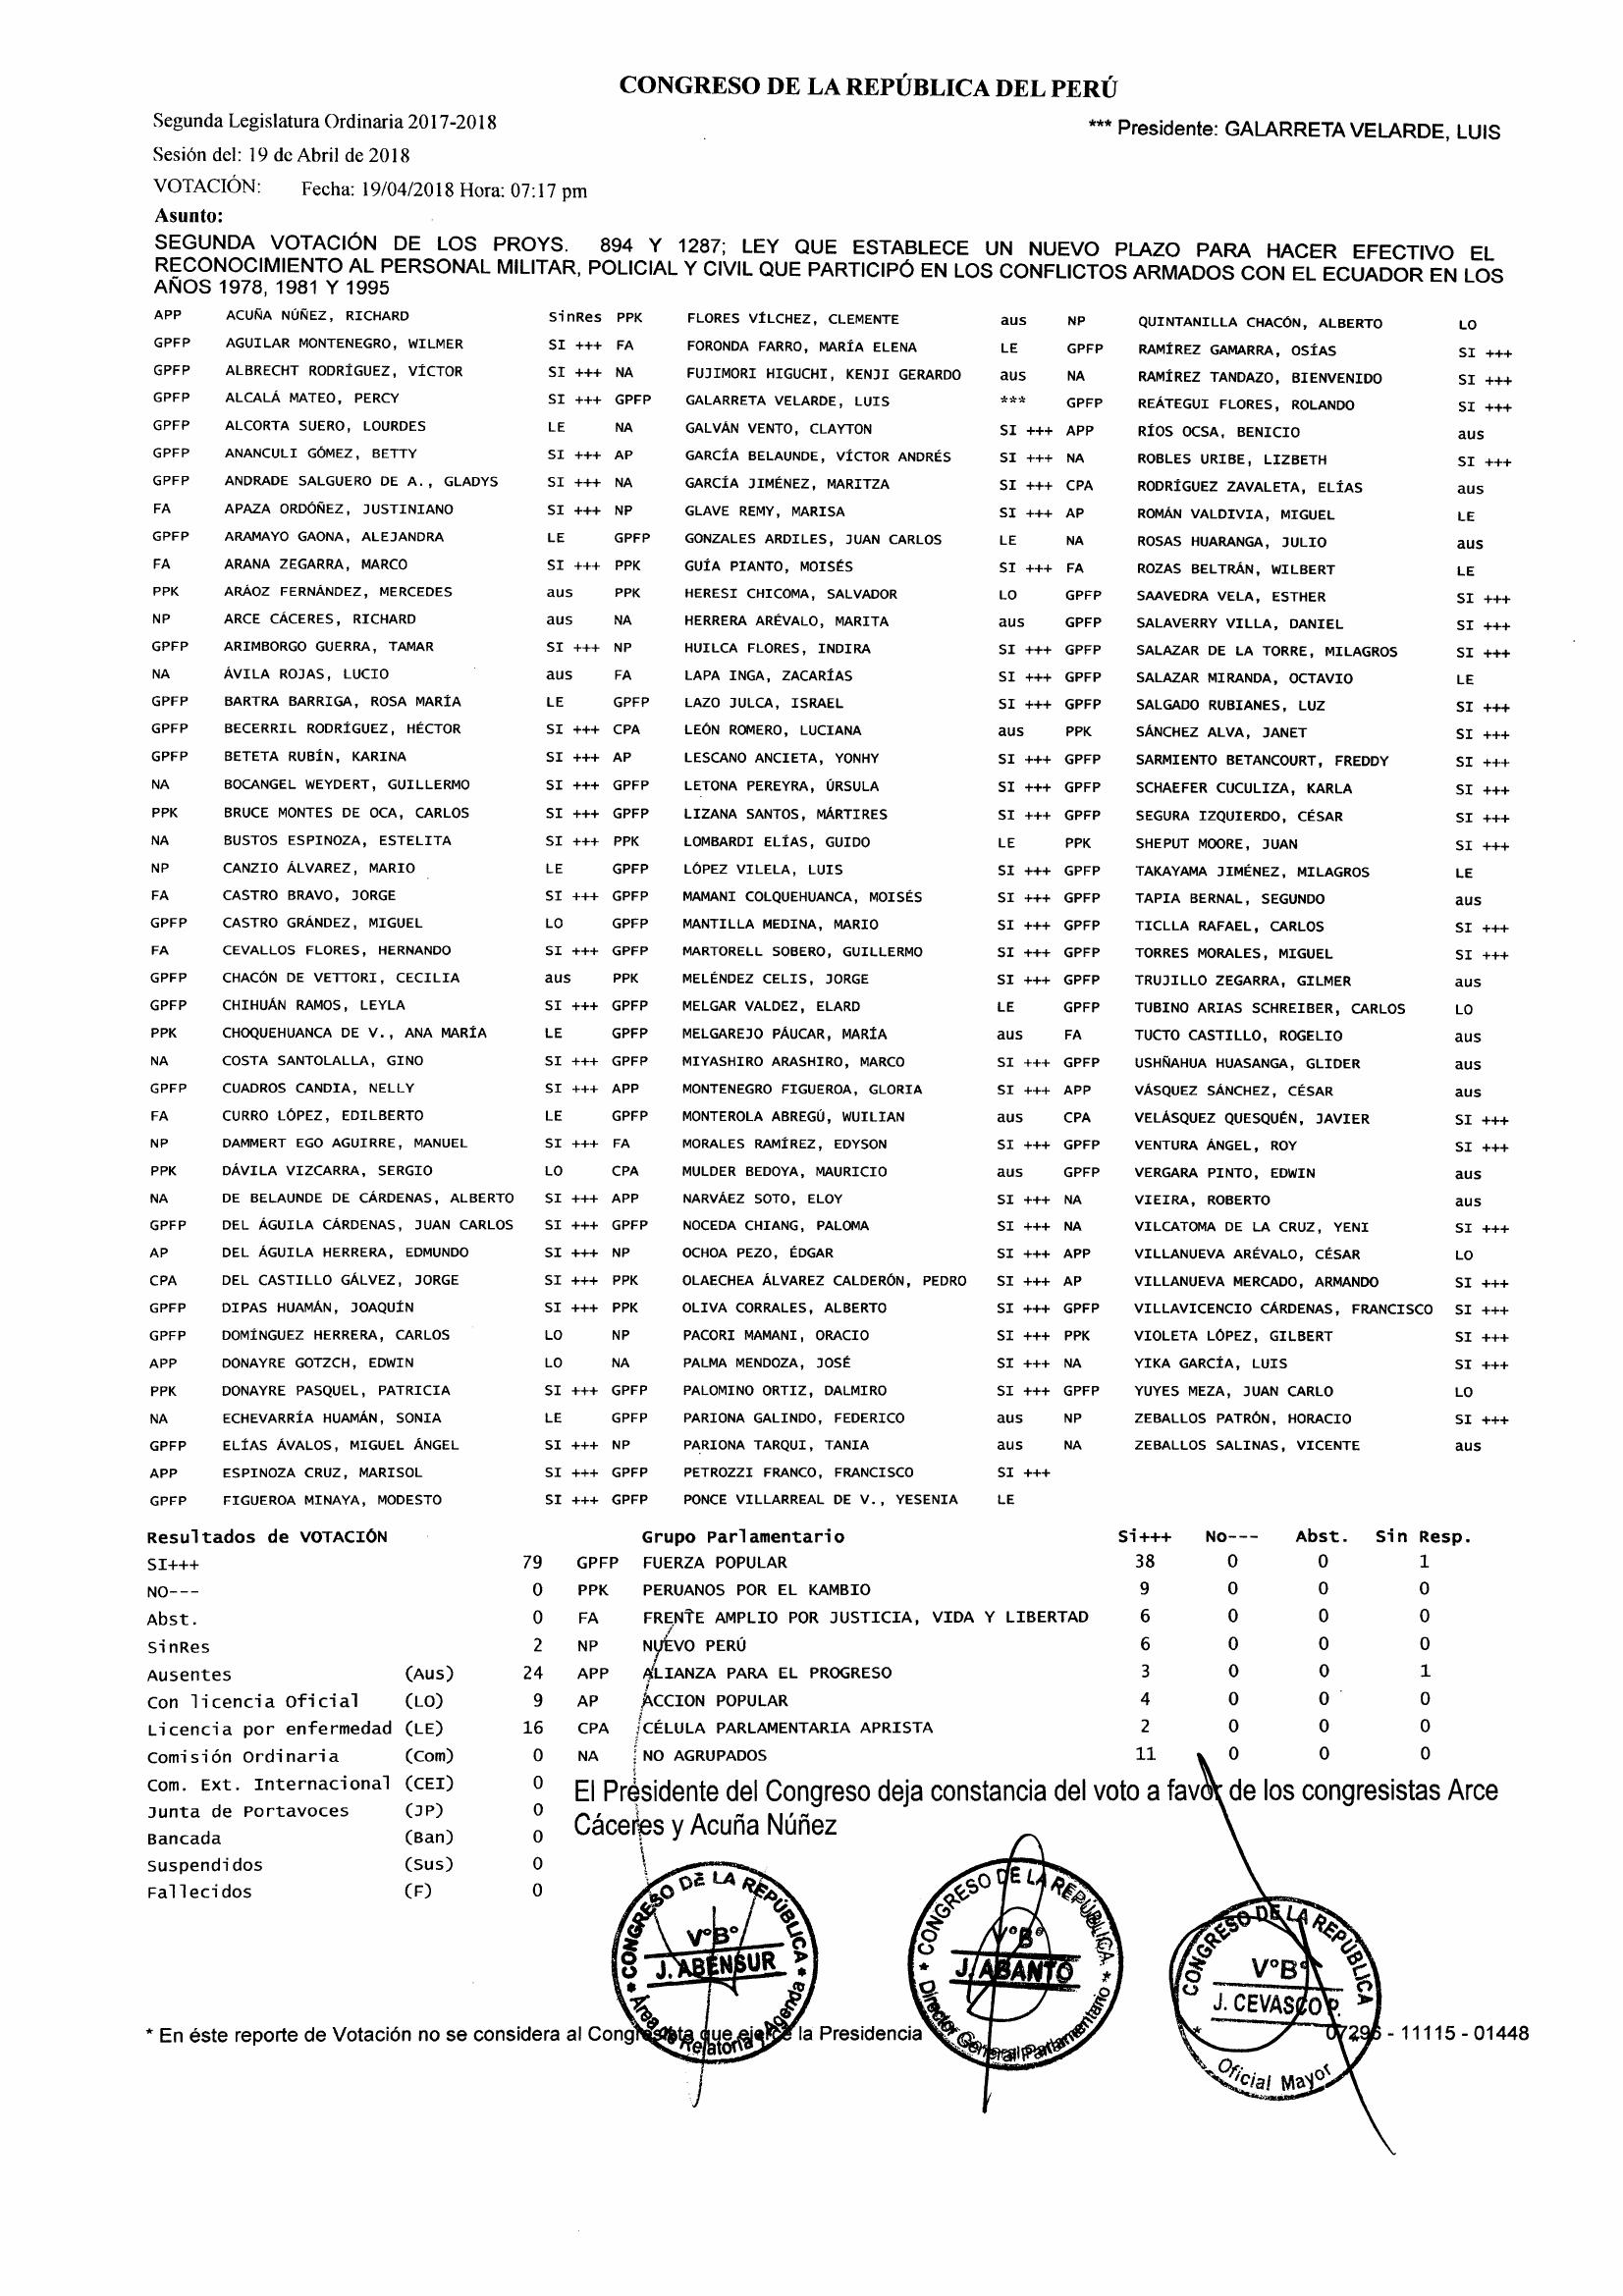 CONGRESO DE LA REPÚBLICA DEL PERÚ
Segunda Legislatura Ordinaria 2017-2018
*** Presidente: GALARRETA VELARDE, LUIS
Sesión del: 19 de Abril de 2018
VOTACIÓN: Fecha: 19/04/2018 Hora: 07:17 pm
Asunto:
SEGUNDA VOTACIÓN DE LOS PROYS. 894 Y 1287; LEY QUE ESTABLECE UN NUEVO PLAZO PARA HACER EFECTIVO EL
RECONOCIMIENTO AL PERSONAL MILITAR, POLICIAL Y CIVIL QUE PARTICIPÓ EN LOS CONFLICTOS ARMADOS CON EL ECUADOR EN LOS
AÑOS 1978, 1981 Y 1995
APP ACUÑA NÚÑEZ, RICHARD SinRes PPK FLORES VÍLCHEZ, CLEMENTE aus NP QUINTANILLA CHACÓN, ALBERTO LO
GPFP AGUILAR MONTENEGRO, WILMER SI +++ FA FORONDA FARRO, MARÍA ELENA LE GPFP RAMÍREZ GAMARRA, OSÍAS SI +++
GPFP ALBRECHT RODRÍGUEZ, VÍCTOR SI +++ NA FUJIMORI HIGUCHI, KENJI GERARDO aus NA RAMÍREZ TANDAZO, BIENVENIDO SI +++
GPFP ALCALÁ MATEO, PERCY SI +++ GPFP GALARRETA VELARDE, LUIS *** GPFP REÁTEGUI FLORES, ROLANDO SI +++
GPFP ALCORTA SUERO, LOURDES LE NA GALVÁN VENTO, CLAYTON SI +++ APP RÍOS OCSA, BENICIO aus
GPFP ANANCULI GÓMEZ, BETTY SI +++ AP GARCÍA BELAUNDE, VÍCTOR ANDRÉS SI +++ NA ROBLES URIBE, LIZBETH SI +++
GPFP ANDRADE SALGUERO DE A., GLADYS SI +++ NA GARCÍA JIMÉNEZ, MARITZA SI +++ CPA RODRÍGUEZ ZAVALETA, ELÍAS aus
FA APAZA ORDÓÑEZ, JUSTINIANO SI +++ NP GLAVE REMY, MARISA SI +++ AP ROMÁN VALDIVIA, MIGUEL LE
GPFP ARAMAYO GAONA, ALEJANDRA LE GPFP GONZALES ARDILES, JUAN CARLOS LE NA ROSAS HUARANGA, JULIO aus
FA ARANA ZEGARRA, MARCO SI +++ PPK GUÍA PIANTO, MOISÉS SI +++ FA ROZAS BELTRÁN, WILBERT LE
PPK ARÁOZ FERNÁNDEZ, MERCEDES aus PPK HERESI CHICOMA, SALVADOR LO GPFP SAAVEDRA VELA, ESTHER SI +++
NP ARCE CÁCERES, RICHARD aus NA HERRERA ARÉVALO, MARITA aus GPFP SALAVERRY VILLA, DANIEL SI +++
GPFP ARIMBORGO GUERRA, TAMAR SI +++ NP HUILCA FLORES, INDIRA SI +++ GPFP SALAZAR DE LA TORRE, MILAGROS SI +++
NA ÁVILA ROJAS, LUCIO aus FA LAPA INGA, ZACARÍAS SI +++ GPFP SALAZAR MIRANDA, OCTAVIO LE
GPFP BARTRA BARRIGA, ROSA MARÍA LE GPFP LAZO JULCA, ISRAEL SI +++ GPFP SALGADO RUBIANES, LUZ SI +++
GPFP BECERRIL RODRÍGUEZ, HÉCTOR SI +++ CPA LEÓN ROMERO, LUCIANA aus PPK SÁNCHEZ ALVA, JANET SI +++
GPFP BETETA RUBÍN, KARINA SI +++ AP LESCANO ANCIETA, YONHY SI +++ GPFP SARMIENTO BETANCOURT, FREDDY SI +++
NA BOCANGEL WEYDERT, GUILLERMO SI +++ GPFP LETONA PEREYRA, ÚRSULA SI +++ GPFP SCHAEFER CUCULIZA, KARLA SI +++
PPK BRUCE MONTES DE OCA, CARLOS SI +++ GPFP LIZANA SANTOS, MÁRTIRES SI +++ GPFP SEGURA IZQUIERDO, CÉSAR SI +++
NA BUSTOS ESPINOZA, ESTELITA SI +++ PPK LOMBARDI ELÍAS, GUIDO LE PPK SHEPUT MOORE, JUAN SI +++
NP CANZIO ÁLVAREZ, MARIO LE GPFP LÓPEZ VILELA, LUIS SI +++ GPFP TAKAYAMA JIMÉNEZ, MILAGROS LE
FA CASTRO BRAVO, JORGE SI +++ GPFP MAMANI COLQUEHUANCA, MOISÉS SI +++ GPFP TAPIA BERNAL, SEGUNDO aus
GPFP CASTRO GRÁNDEZ, MIGUEL LO GPFP MANTILLA MEDINA, MARIO SI +++ GPFP TICLLA RAFAEL, CARLOS SI +++
FA CEVALLOS FLORES, HERNANDO SI +++ GPFP MARTORELL SOBERO, GUILLERMO SI +++ GPFP TORRES MORALES, MIGUEL SI +++
GPFP CHACÓN DE VETTORI, CECILIA aus PPK MELÉNDEZ CELIS, JORGE SI +++ GPFP TRUJILLO ZEGARRA, GILMER aus
GPFP CHIHUÁN RAMOS, LEYLA SI +++ GPFP MELGAR VALDEZ, ELARD LE GPFP TUBINO ARIAS SCHREIBER, CARLOS LO
PPK CHOQUEHUANCA DE V., ANA MARÍA LE GPFP MELGAREJO PÁUCAR, MARÍA aus FA TUCTO CASTILLO, ROGELIO aus
NA COSTA SANTOLALLA, GINO SI +++ GPFP MIYASHIRO ARASHIRO, MARCO SI +++ GPFP USHÑAHUA HUASANGA, GLIDER aus
GPFP CUADROS CANDIA, NELLY SI +++ APP MONTENEGRO FIGUEROA, GLORIA SI +++ APP VÁSQUEZ SÁNCHEZ, CÉSAR aus
FA CURRO LÓPEZ, EDILBERTO LE GPFP MONTEROLA ABREGÚ, WUILIAN aus CPA VELÁSQUEZ QUESQUÉN, JAVIER SI +++
NP DAMMERT EGO AGUIRRE, MANUEL SI +++ FA MORALES RAMÍREZ, EDYSON SI +++ GPFP VENTURA ÁNGEL, ROY SI +++
PPK DÁVILA VIZCARRA, SERGIO LO CPA MULDER BEDOYA, MAURICIO aus GPFP VERGARA PINTO, EDWIN aus
NA DE BELAUNDE DE CÁRDENAS, ALBERTO SI +++ APP NARVÁEZ SOTO, ELOY SI +++ NA VIEIRA, ROBERTO aus
GPFP DEL ÁGUILA CÁRDENAS, JUAN CARLOS SI +++ GPFP NOCEDA CHIANG, PALOMA SI +++ NA VILCATOMA DE LA CRUZ, YENI SI +++
AP DEL ÁGUILA HERRERA, EDMUNDO SI +++ NP OCHOA PEZO, ÉDGAR SI +++ APP VILLANUEVA ARÉVALO, CÉSAR LO
CPA DEL CASTILLO GÁLVEZ, JORGE SI +++ PPK OLAECHEA ÁLVAREZ CALDERÓN, PEDRO SI +++ AP VILLANUEVA MERCADO, ARMANDO SI +++
GPFP DIPAS HUAMÁN, JOAQUÍN SI +++ PPK OLIVA CORRALES, ALBERTO SI +++ GPFP VILLAVICENCIO CÁRDENAS, FRANCISCO SI +++
GPFP DOMÍNGUEZ HERRERA, CARLOS LO NP PACORI MAMANI, ORACIO SI +++ PPK VIOLETA LÓPEZ, GILBERT SI +++
APP DONAYRE GOTZCH, EDWIN LO NA PALMA MENDOZA, JOSÉ SI +++ NA YIKA GARCÍA, LUIS SI +++
PPK DONAYRE PASQUEL, PATRICIA SI +++ GPFP PALOMINO ORTIZ, DALMIRO SI +++ GPFP YUYES MEZA, JUAN CARLO LO
NA ECHEVARRÍA HUAMÁN, SONIA LE GPFP PARIONA GALINDO, FEDERICO aus NP ZEBALLOS PATRÓN, HORACIO SI +++
GPFP ELÍAS ÁVALOS, MIGUEL ÁNGEL SI +++ NP PARIONA TARQUI, TANIA aus NA ZEBALLOS SALINAS, VICENTE aus
APP ESPINOZA CRUZ, MARISOL SI +++ GPFP PETROZZI FRANCO, FRANCISCO SI +++
GPFP FIGUEROA MINAYA, MODESTO SI +++ GPFP PONCE VILLARREAL DE V., YESENIA LE
Resultados de VOTACIÓN Grupo Parlamentario Si+++ No--- Abst. Sin Resp.
SI+++ 79 GPFP FUERZA POPULAR 38 0 0 1
NO--- 0 PPK PERUANOS POR EL KAMBIO 9 0 0 0
Abst. 0 FA FRENTE AMPLIO POR JUSTICIA, VIDA Y LIBERTAD 6 0 0 0
SinRes 2 NP NUEVO PERÚ 6 0 0 0
Ausentes (Aus) 24 APP ALIANZA PARA EL PROGRESO 3 0 0 1
Con licencia Oficial (LO) 9 AP ACCION POPULAR 4 0 0 0
Licencia por enfermedad (LE) 16 CPA CÉLULA PARLAMENTARIA APRISTA 2 0 0 0
Comisión Ordinaria (Com) 0 NA NO AGRUPADOS 11 0 0 0
Com. Ext. Internacional (CEI) 0
Junta de Portavoces (JP) 0
Bancada (Ban) 0
Suspendidos (Sus) 0
Fallecidos (F) 0
El Presidente del Congreso deja constancia del voto a favor de los congresistas Arce
Cáceres y Acuña Núñez
CONGRESO DE LA REPÚBLICA
V°B°
J. ABENSUR
Área de Relatoría y Agenda
CONGRESO DE LA REPÚBLICA
V°B°
J. ABANTO
Director General Parlamentario
CONGRESO DE LA REPÚBLICA
V°B°
J. CEVASCO P.
Oficial Mayor
* En éste reporte de Votación no se considera al Congresista que ejerce la Presidencia 07296 - 11115 - 01448